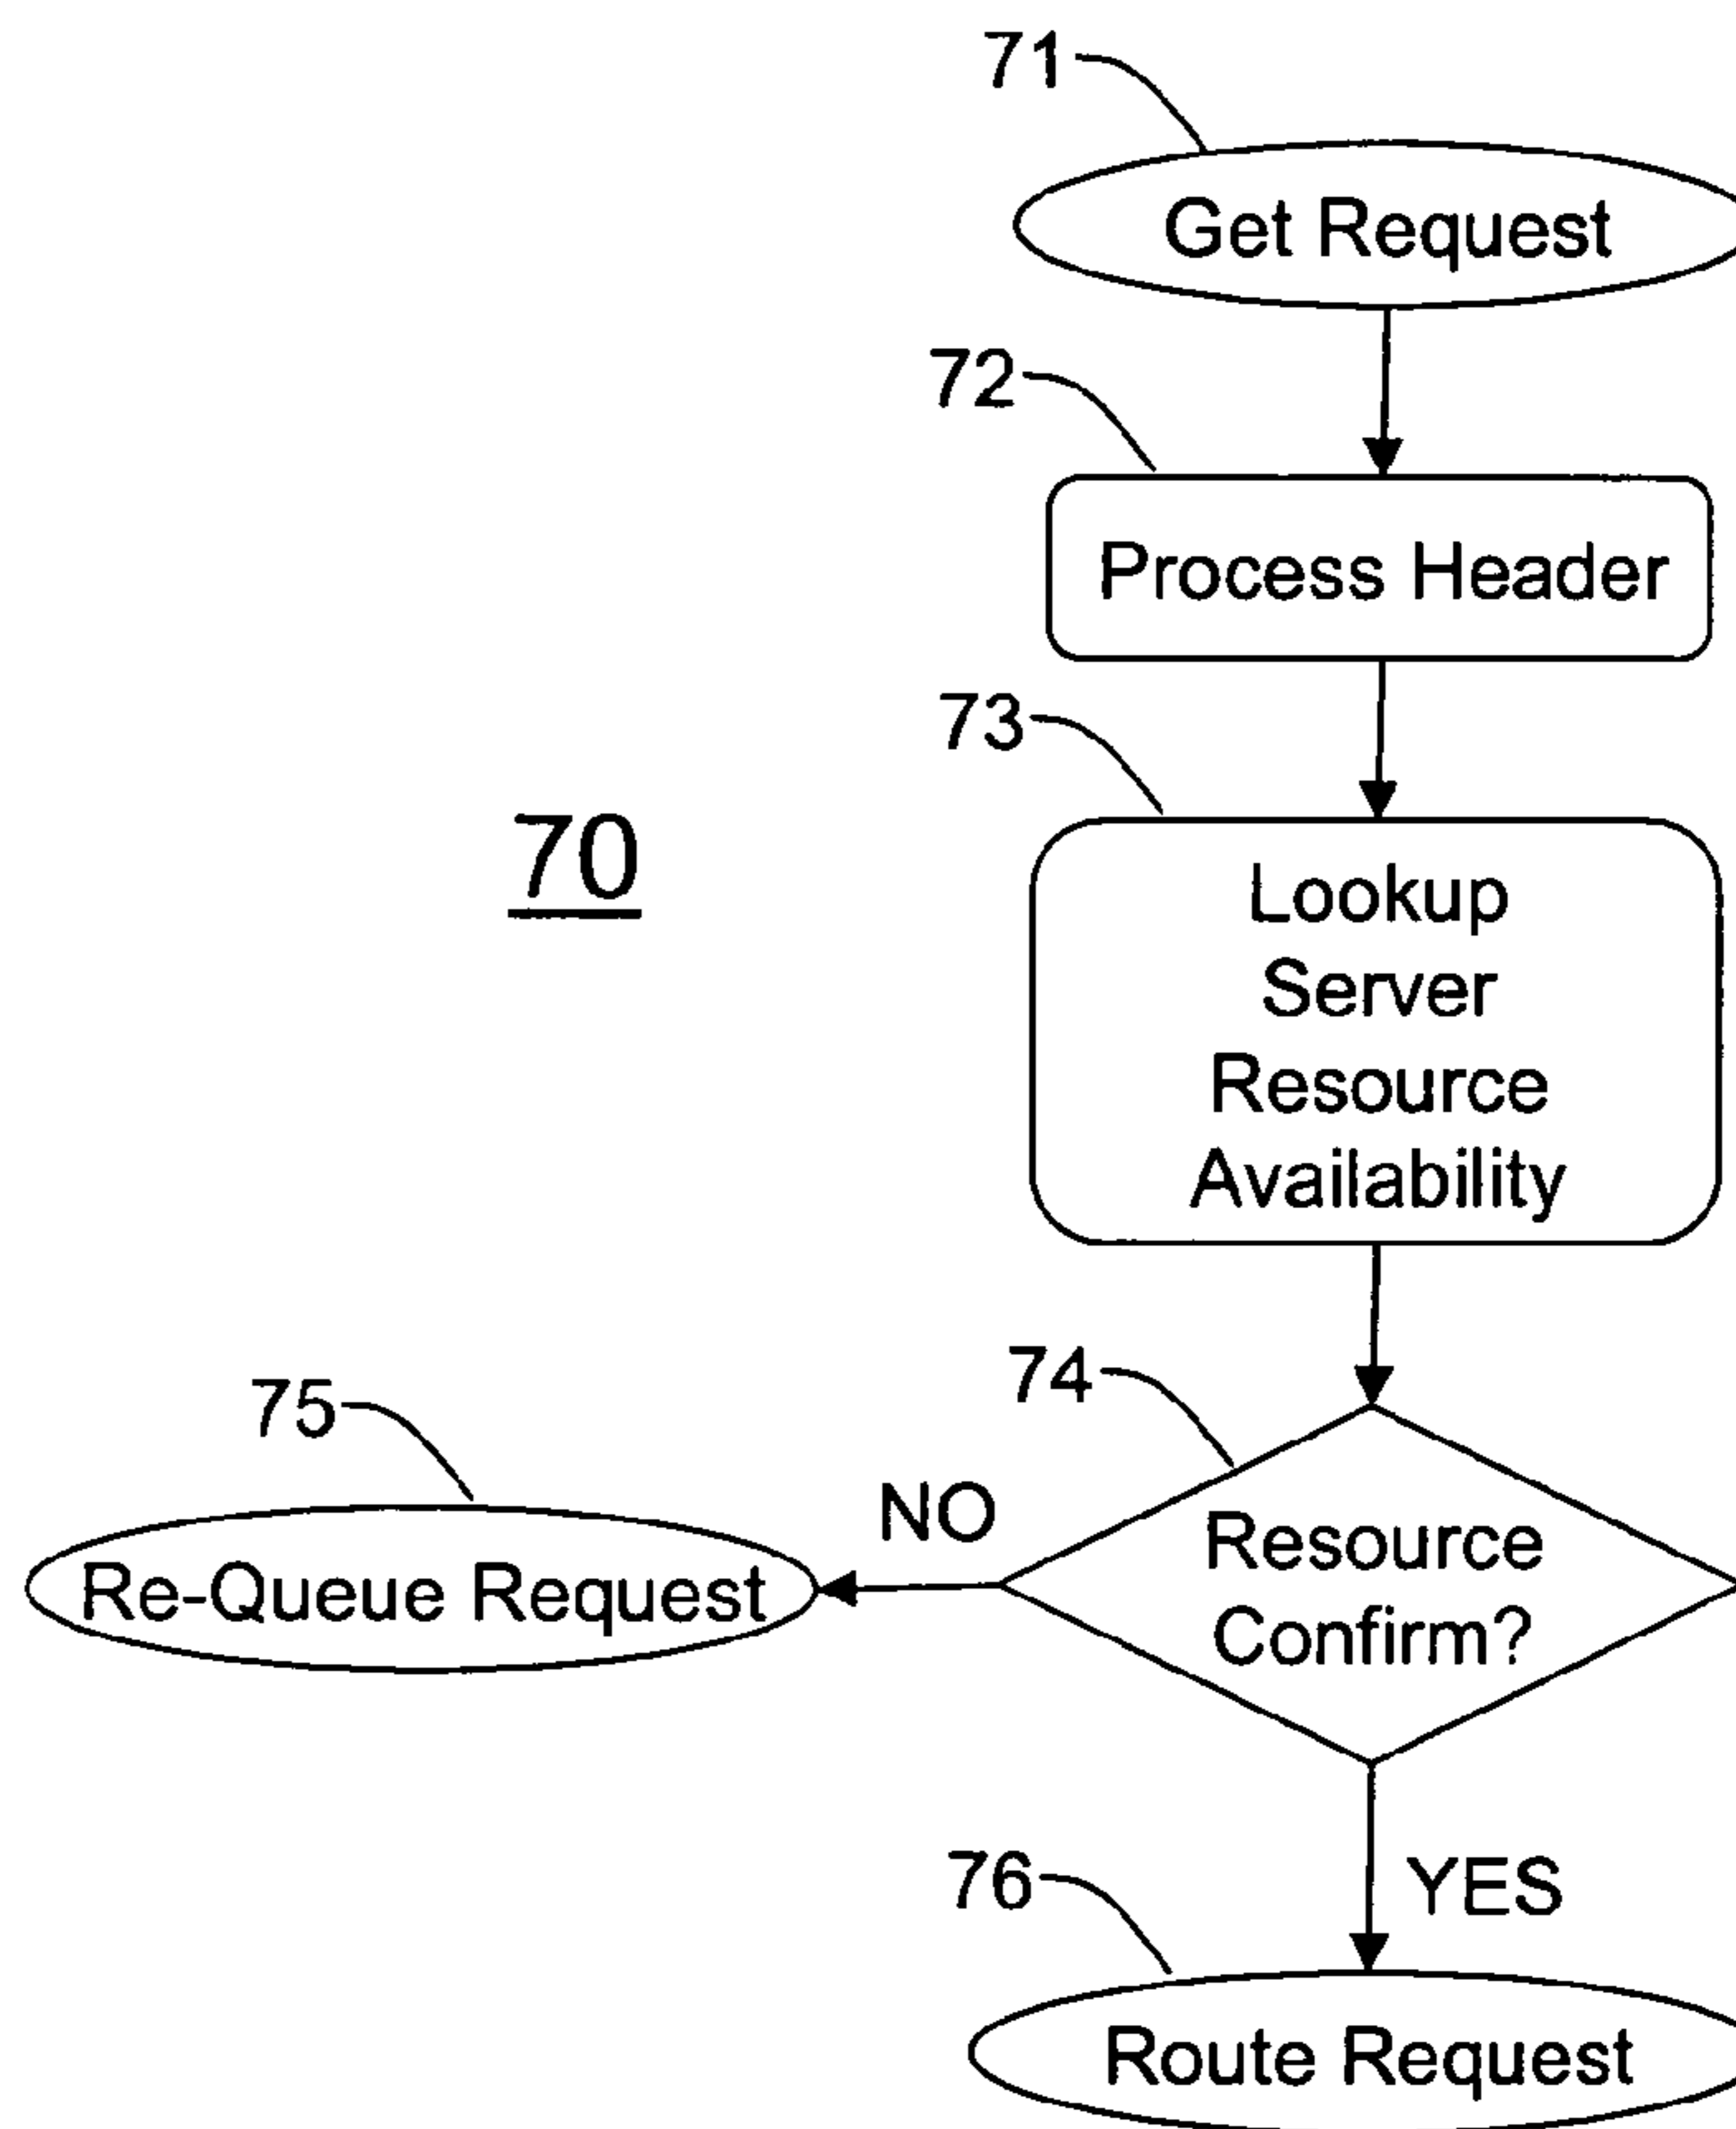 71
Get Request
72
Process Header
73
70
Lookup
Server
Resource
Availability
74
75
NO
Resource
Confirm?
Re-Queue Request
76
YES
Route Request